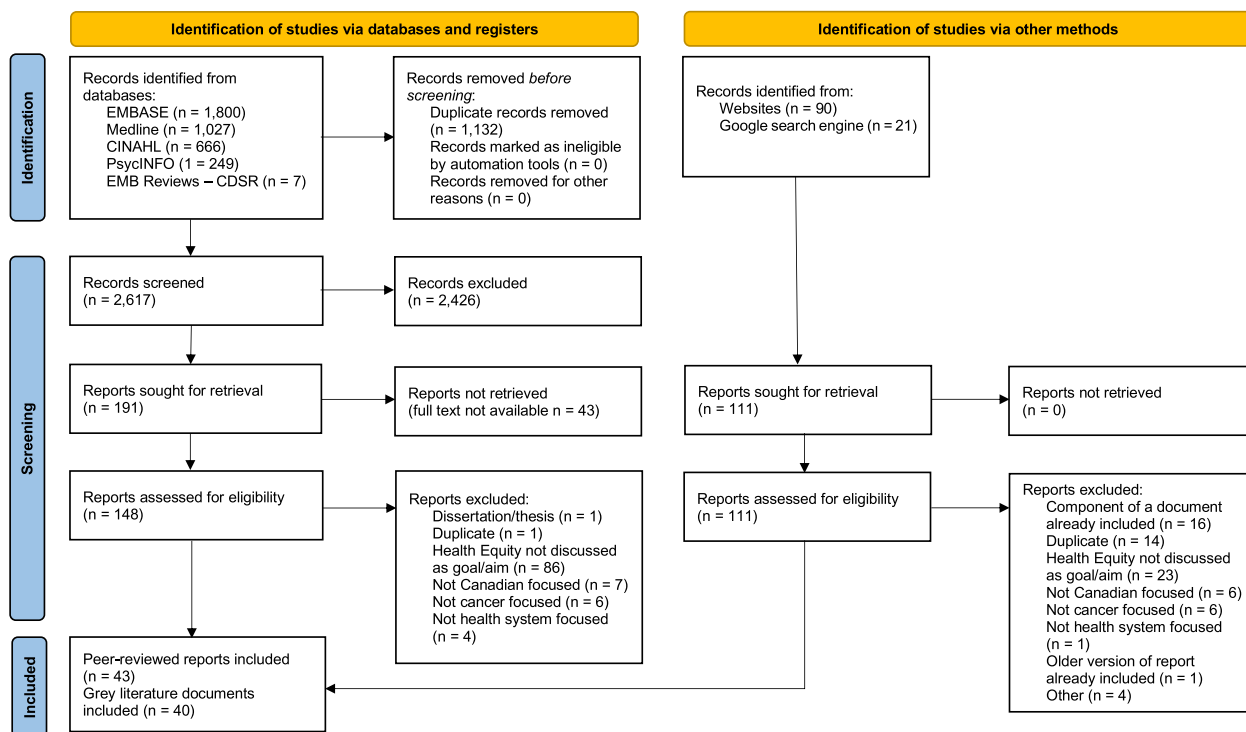 Identification of studies via databases and registers
Identification of studies via other methods
Identification
Records identified from
databases:
EMBASE (n = 1,800)
Medline (n = 1,027)
CINAHL (n = 666)
PsycINFO (1 = 249)
EMB Reviews – CDSR (n = 7)
Records removed before
screening:
Duplicate records removed
(n = 1,132)
Records marked as ineligible
by automation tools (n = 0)
Records removed for other
reasons (n = 0)
Records identified from:
Websites (n = 90)
Google search engine (n = 21)
Screening
Records screened
(n = 2,617)
Records excluded
(n = 2,426)
Reports sought for retrieval
(n = 191)
Reports not retrieved
(full text not available n = 43)
Reports sought for retrieval
(n = 111)
Reports not retrieved
(n = 0)
Reports assessed for eligibility
(n = 148)
Reports excluded:
Dissertation/thesis (n = 1)
Duplicate (n = 1)
Health Equity not discussed
as goal/aim (n = 86)
Not Canadian focused (n = 7)
Not cancer focused (n = 6)
Not health system focused
(n = 4)
Reports assessed for eligibility
(n = 111)
Reports excluded:
Component of a document
already included (n = 16)
Duplicate (n = 14)
Health Equity not discussed
as goal/aim (n = 23)
Not Canadian focused (n = 6)
Not cancer focused (n = 6)
Not health system focused
(n = 1)
Older version of report
already included (n = 1)
Other (n = 4)
Included
Peer-reviewed reports included
(n = 43)
Grey literature documents
included (n = 40)